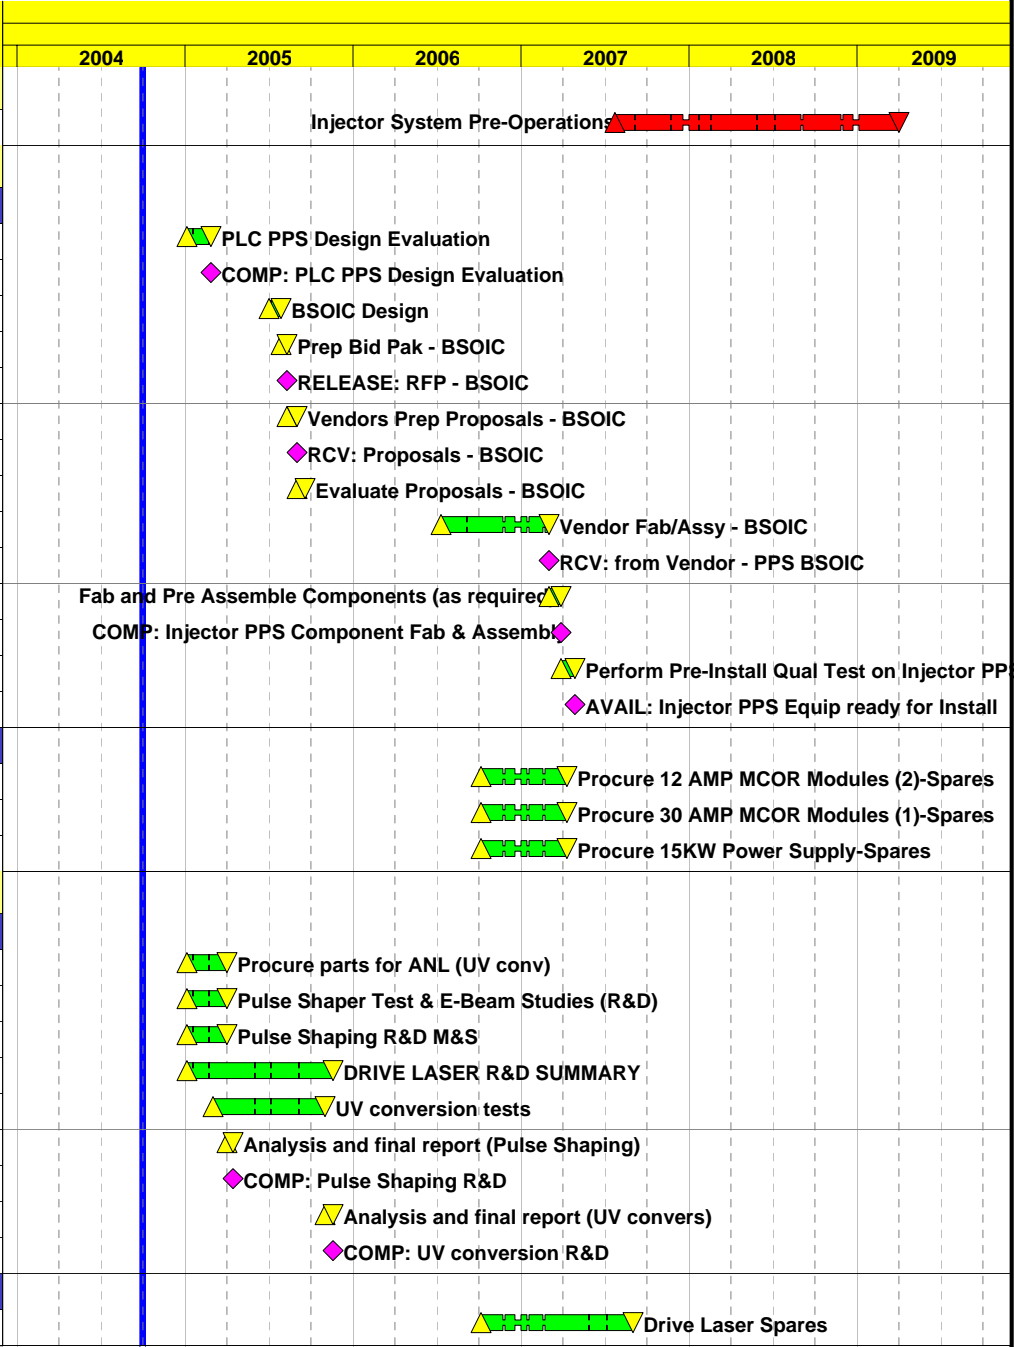 2004 2005 2006 2007 2008 2009
Injector System Pre-Operations
PLC PPS Design Evaluation
COMP: PLC PPS Design Evaluation
BSOIC Design
Prep Bid Pak - BSOIC
RELEASE: RFP - BSOIC
Vendors Prep Proposals - BSOIC
RCV: Proposals - BSOIC
Evaluate Proposals - BSOIC
Vendor Fab/Assy - BSOIC
RCV: from Vendor - PPS BSOIC
Fab and Pre Assemble Components (as required
COMP: Injector PPS Component Fab & Assembly
Perform Pre-Install Qual Test on Injector PPS
AVAIL: Injector PPS Equip ready for Install
Procure 12 AMP MCOR Modules (2)-Spares
Procure 30 AMP MCOR Modules (1)-Spares
Procure 15KW Power Supply-Spares
Procure parts for ANL (UV conv)
Pulse Shaper Test & E-Beam Studies (R&D)
Pulse Shaping R&D M&S
DRIVE LASER R&D SUMMARY
UV conversion tests
Analysis and final report (Pulse Shaping)
COMP: Pulse Shaping R&D
Analysis and final report (UV convers)
COMP: UV conversion R&D
Drive Laser Spares